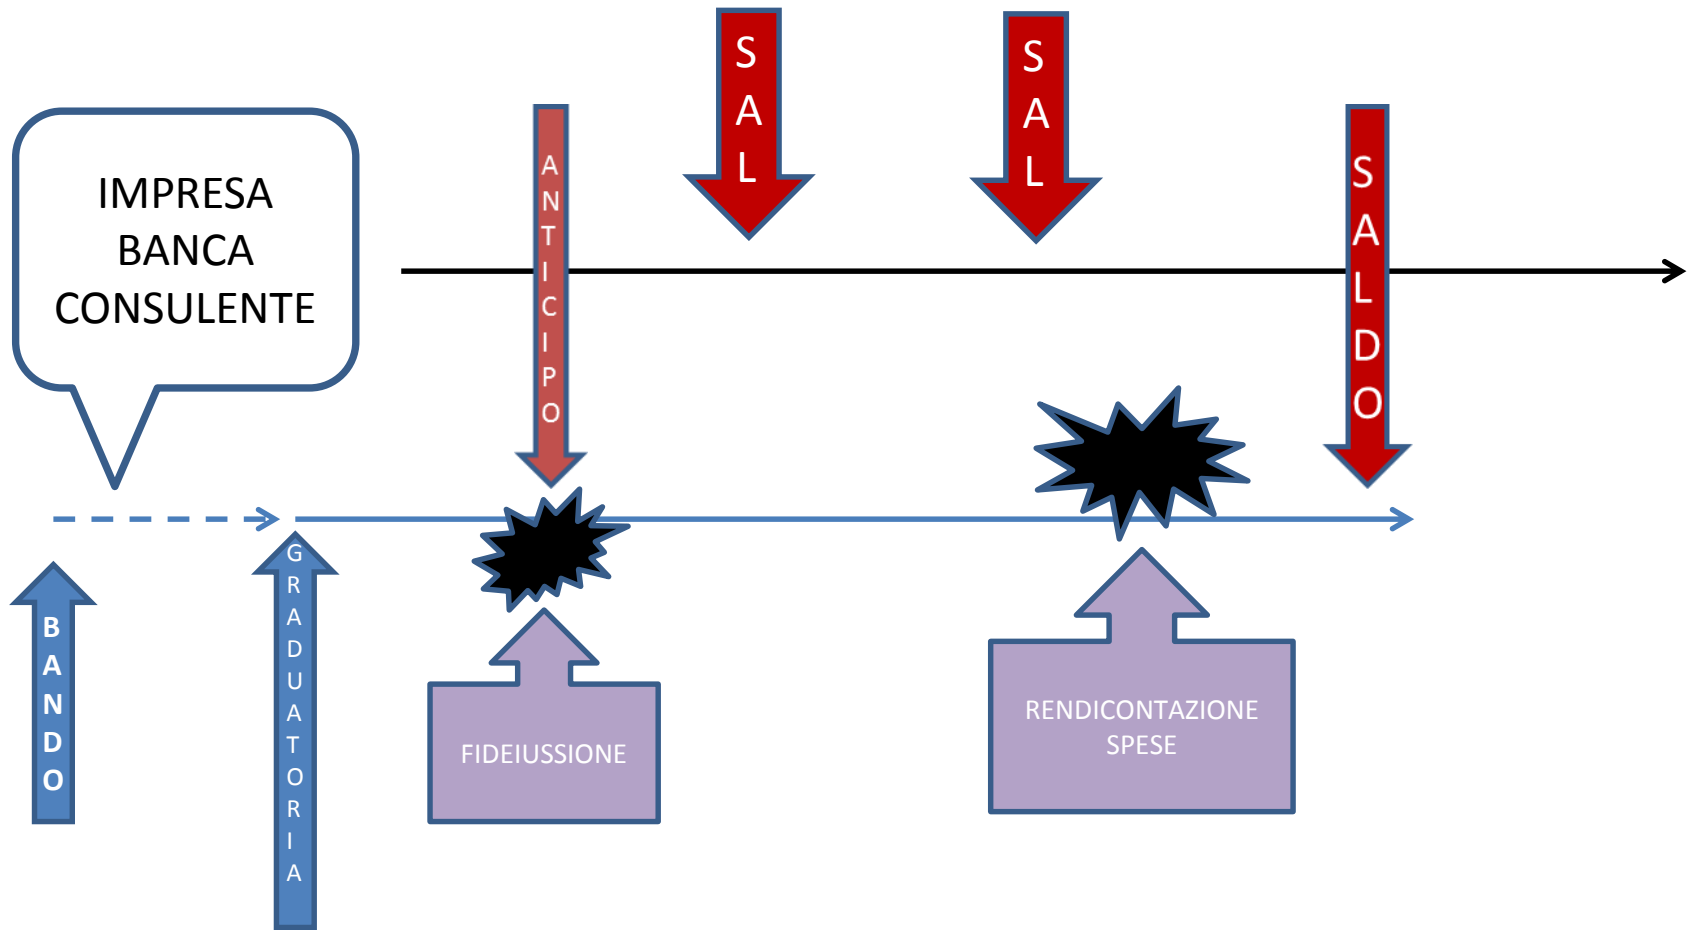 IMPRESA
BANCA
CONSULENTE
ANTICIPO
SAL
SAL
SALDO
BANDO
GRADUATORIA
FIDEIUSSIONE
RENDICONTAZIONE
SPESE